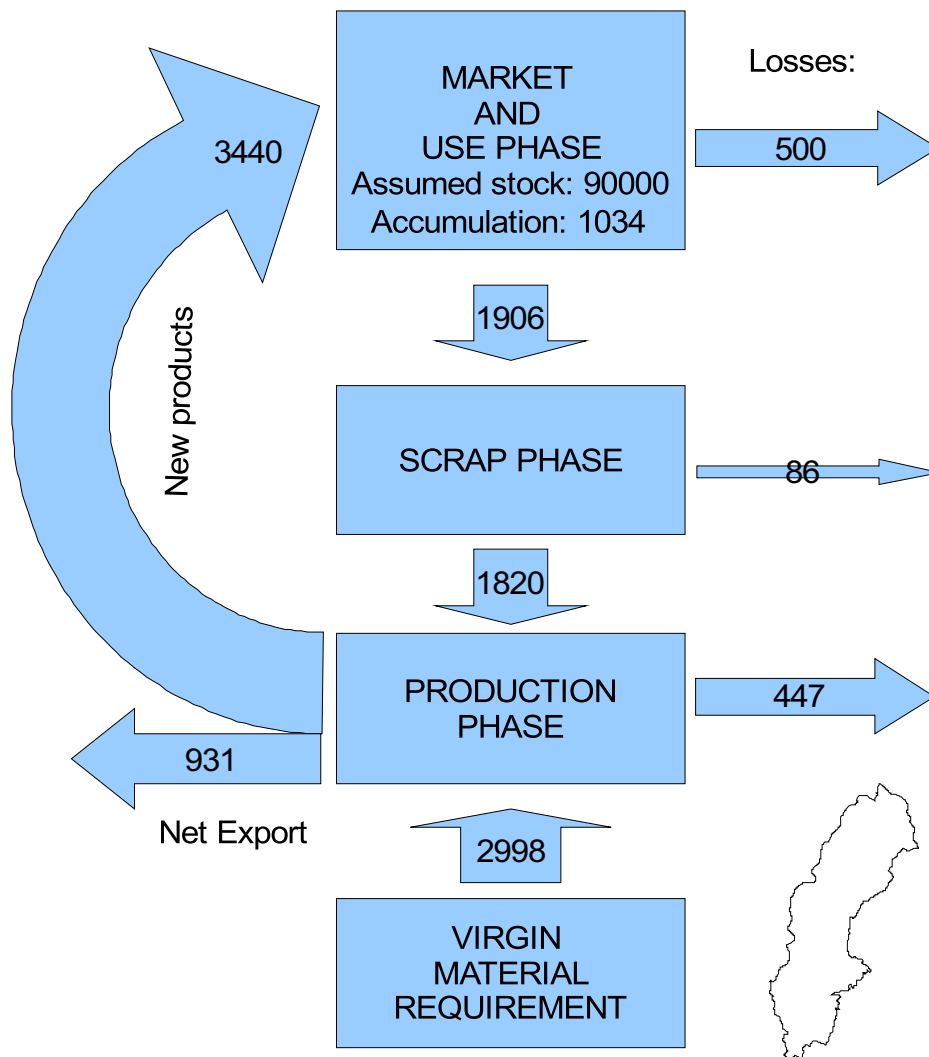 MARKET
AND
USE PHASE
Assumed stock: 90000
Accumulation: 1034
Losses:
500
3440
New products
1906
SCRAP PHASE
86
1820
PRODUCTION
PHASE
447
931
Net Export
2998
VIRGIN
MATERIAL
REQUIREMENT